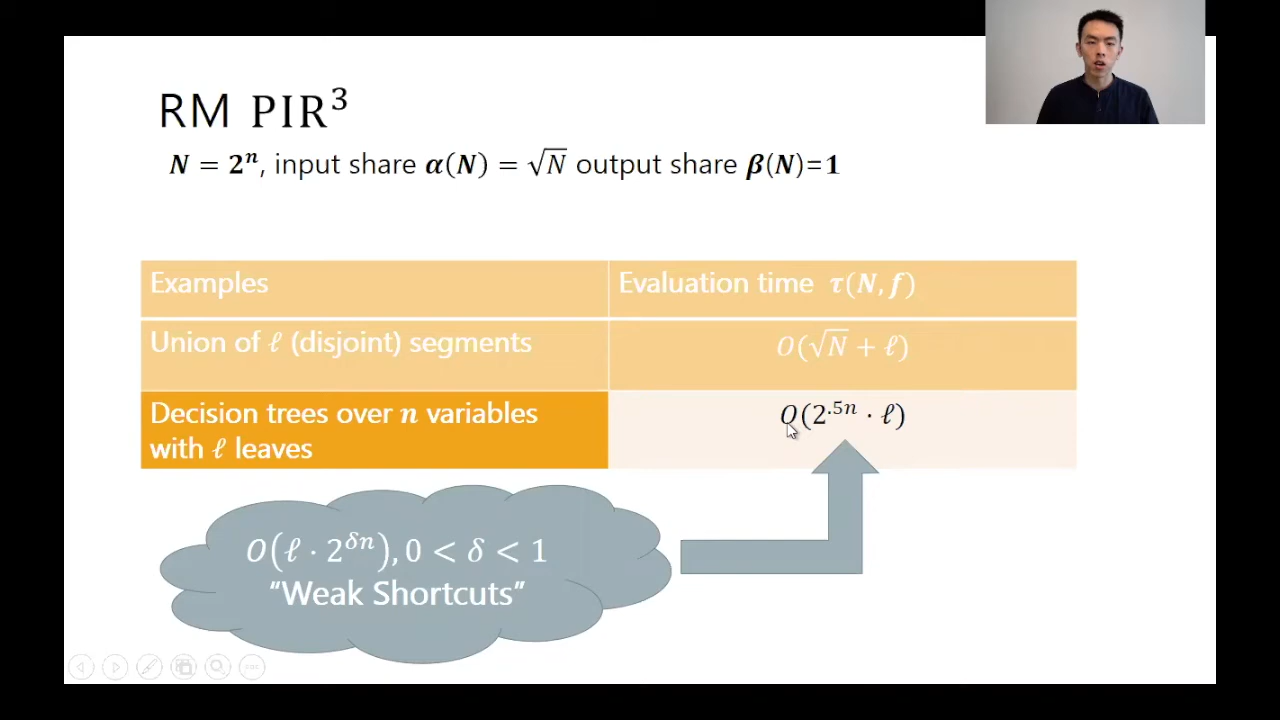 RM PIR³
𝑵 = 𝟐ⁿ, input share 𝜶(𝑵) = √𝑁 output share 𝜷(N)=𝟏
Examples
Evaluation time 𝝉(𝑵, 𝒇)
Union of ℓ (disjoint) segments
𝑂(√𝑁 + ℓ)
Decision trees over 𝒏 variables
with ℓ leaves
𝑂(2^{.5𝑛} · ℓ)
𝑂(ℓ · 2^{𝛿𝑛}), 0 < 𝛿 < 1
“Weak Shortcuts”